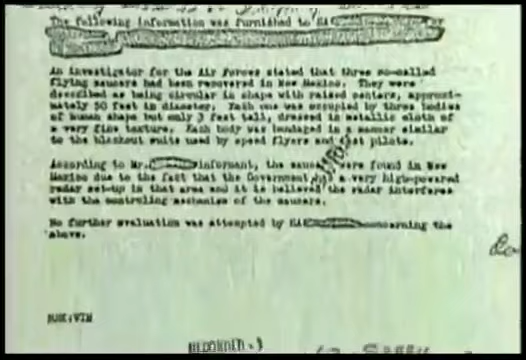 The following information was furnished to SA
An investigator for the Air Forces stated that three so-called
flying saucers had been recovered in New Mexico. They were
described as being circular in shape with raised centers, approxi-
mately 50 feet in diameter. Each one was occupied by three bodies
of human shape but only 3 feet tall, dressed in metallic cloth of
a very fine texture. Each body was bandaged in a manner similar
to the blackout suits used by speed flyers and test pilots.
According to Mr. informant, the saucers were found in New
Mexico due to the fact that the Government has a very high-powered
radar set-up in that area and it is believed the radar interferes
with the controling mechanism of the saucers.
No further evaluation was attempted by SA concerning the
above.
RHK:VIM